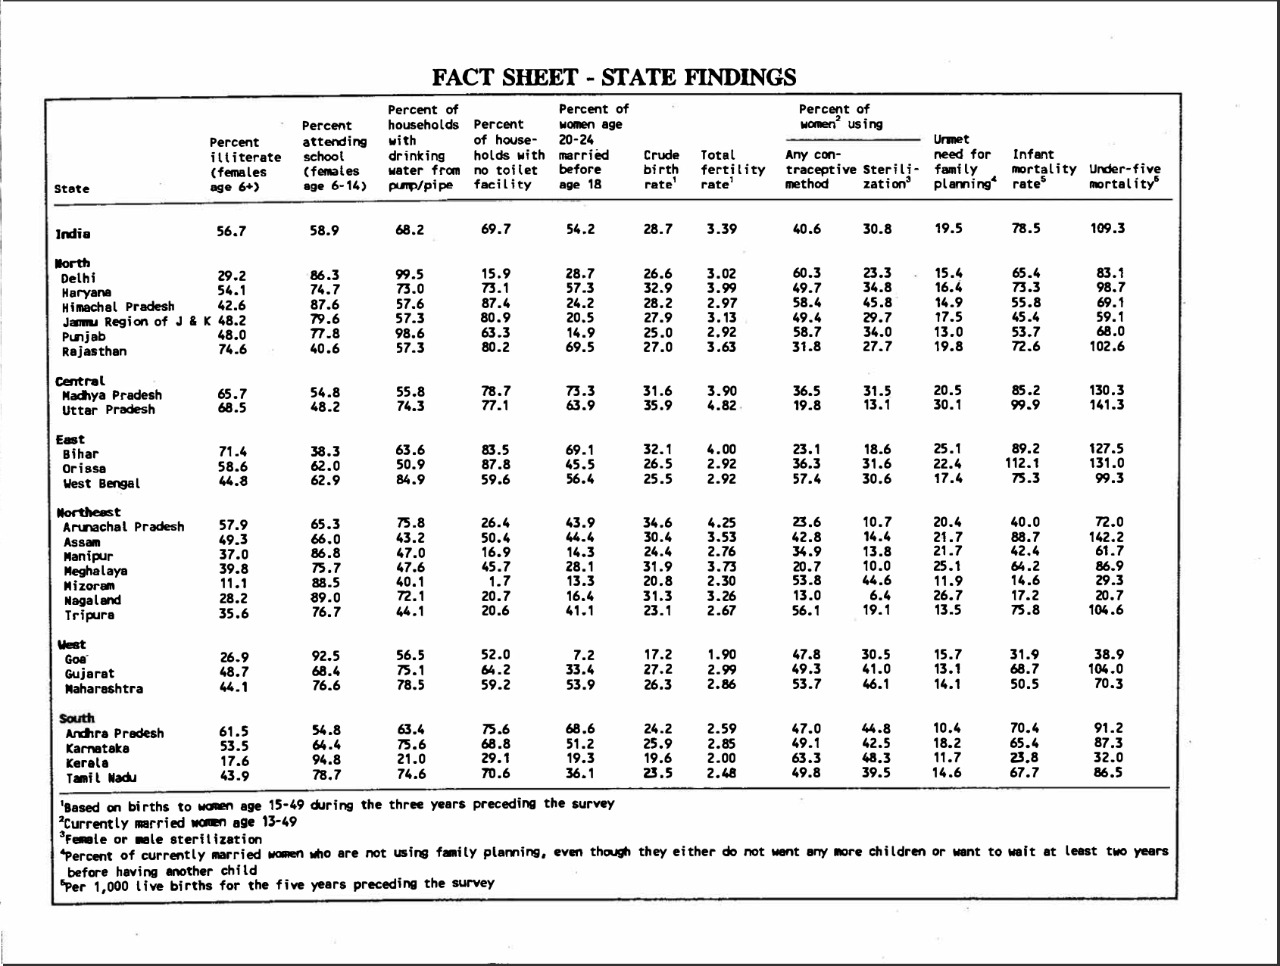 FACT SHEET - STATE FINDINGS
State | Percent illiterate (females age 6+) | Percent attending school (females age 6-14) | Percent of households with drinking water from pump/pipe | Percent of house- holds with no toilet facility | Percent of women age 20-24 married before age 18 | Crude birth rate¹ | Total fertility rate¹ | Percent of women² using Any con- traceptive method | Sterili- zation³ | Unmet need for family planning⁴ | Infant mortality rate⁵ | Under-five mortality⁵
India 56.7 58.9 68.2 69.7 54.2 28.7 3.39 40.6 30.8 19.5 78.5 109.3
North
Delhi 29.2 86.3 99.5 15.9 28.7 26.6 3.02 60.3 23.3 15.4 65.4 83.1
Haryana 54.1 74.7 73.0 73.1 57.3 32.9 3.99 49.7 34.8 16.4 73.3 98.7
Himachal Pradesh 42.6 87.6 57.6 87.4 24.2 28.2 2.97 58.4 45.8 14.9 55.8 69.1
Jammu Region of J & K 48.2 79.6 57.3 80.9 20.5 27.9 3.13 49.4 29.7 17.5 45.4 59.1
Punjab 48.0 77.8 98.6 63.3 14.9 25.0 2.92 58.7 34.0 13.0 53.7 68.0
Rajasthan 74.6 40.6 57.3 80.2 69.5 27.0 3.63 31.8 27.7 19.8 72.6 102.6
Central
Madhya Pradesh 65.7 54.8 55.8 78.7 73.3 31.6 3.90 36.5 31.5 20.5 85.2 130.3
Uttar Pradesh 68.5 48.2 74.3 77.1 63.9 35.9 4.82 19.8 13.1 30.1 99.9 141.3
East
Bihar 71.4 38.3 63.6 83.5 69.1 32.1 4.00 23.1 18.6 25.1 89.2 127.5
Orissa 58.6 62.0 50.9 87.8 45.5 26.5 2.92 36.3 31.6 22.4 112.1 131.0
West Bengal 44.8 62.9 84.9 59.6 56.4 25.5 2.92 57.4 30.6 17.4 75.3 99.3
Northeast
Arunachal Pradesh 57.9 65.3 75.8 26.4 43.9 34.6 4.25 23.6 10.7 20.4 40.0 72.0
Assam 49.3 66.0 43.2 50.4 44.4 30.4 3.53 42.8 14.4 21.7 88.7 142.2
Manipur 37.0 86.8 47.0 16.9 14.3 24.4 2.76 34.9 13.8 21.7 42.4 61.7
Meghalaya 39.8 75.7 47.6 45.7 28.1 31.9 3.73 20.7 10.0 25.1 64.2 86.9
Mizoram 11.1 88.5 40.1 1.7 13.3 20.8 2.30 53.8 44.6 11.9 14.6 29.3
Nagaland 28.2 89.0 72.1 20.7 16.4 31.3 3.26 13.0 6.4 26.7 17.2 20.7
Tripura 35.6 76.7 44.1 20.6 41.1 23.1 2.67 56.1 19.1 13.5 75.8 104.6
West
Goa 26.9 92.5 56.5 52.0 7.2 17.2 1.90 47.8 30.5 15.7 31.9 38.9
Gujarat 48.7 68.4 75.1 64.2 33.4 27.2 2.99 49.3 41.0 13.1 68.7 104.0
Maharashtra 44.1 76.6 78.5 59.2 53.9 26.3 2.86 53.7 46.1 14.1 50.5 70.3
South
Andhra Pradesh 61.5 54.8 63.4 75.6 68.6 24.2 2.59 47.0 44.8 10.4 70.4 91.2
Karnataka 53.5 64.4 75.6 68.8 51.2 25.9 2.85 49.1 42.5 18.2 65.4 87.3
Kerala 17.6 94.8 21.0 29.1 19.3 19.6 2.00 63.3 48.3 11.7 23.8 32.0
Tamil Nadu 43.9 78.7 74.6 70.6 36.1 23.5 2.48 49.8 39.5 14.6 67.7 86.5
¹Based on births to women age 15-49 during the three years preceding the survey
²Currently married women age 13-49
³Female or male sterilization
⁴Percent of currently married women who are not using family planning, even though they either do not want any more children or want to wait at least two years
before having another child
⁵Per 1,000 live births for the five years preceding the survey